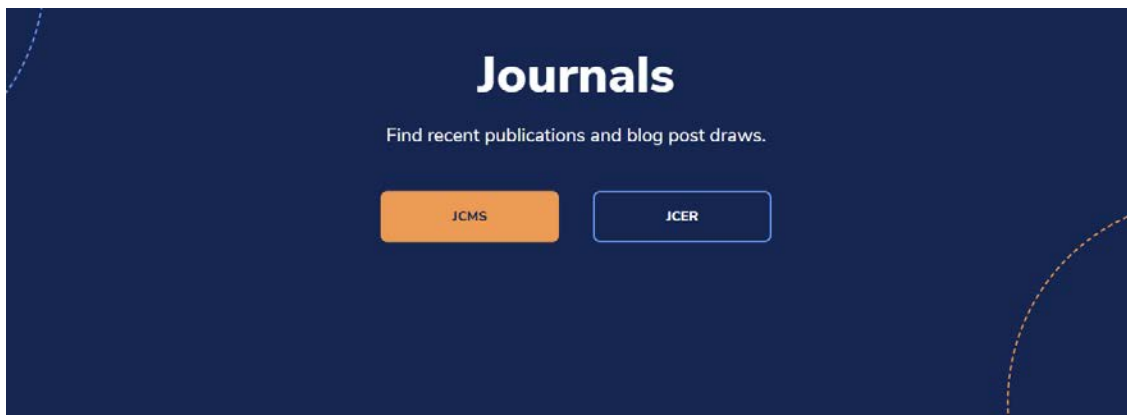 Journals
Find recent publications and blog post draws.
JCMS
JCER